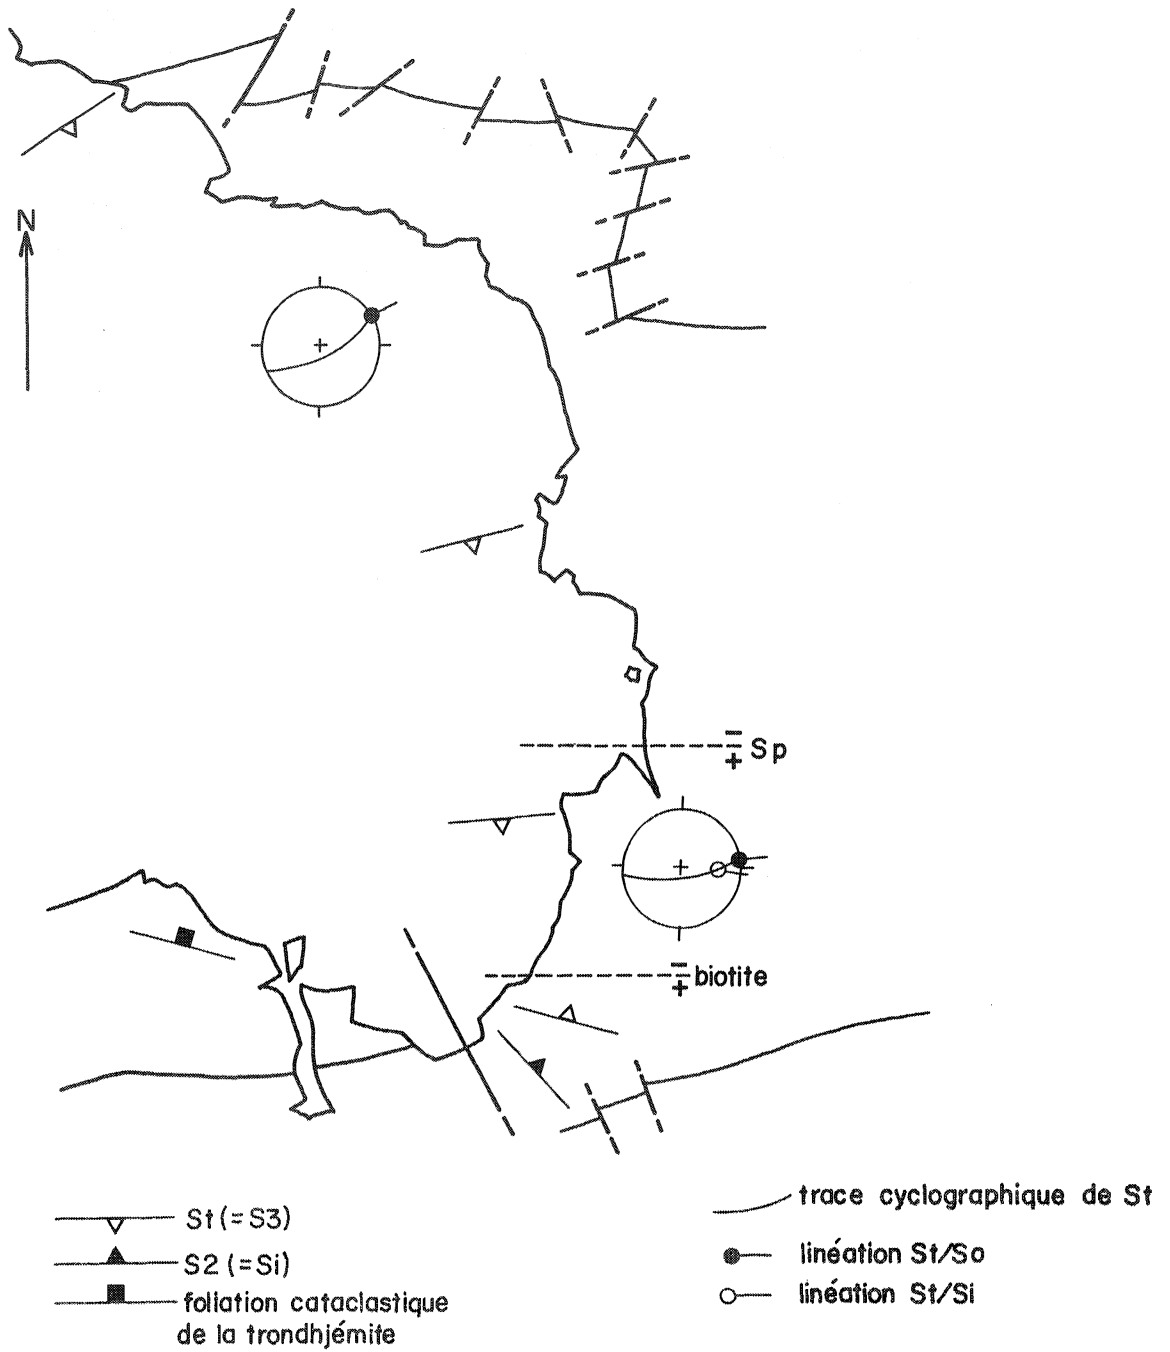 N
− Sp
+
− biotite
+
St (= S3)
S2 (= Si)
foliation cataclastique
de la trondhjémite
trace cyclographique de St
linéation St/So
linéation St/Si